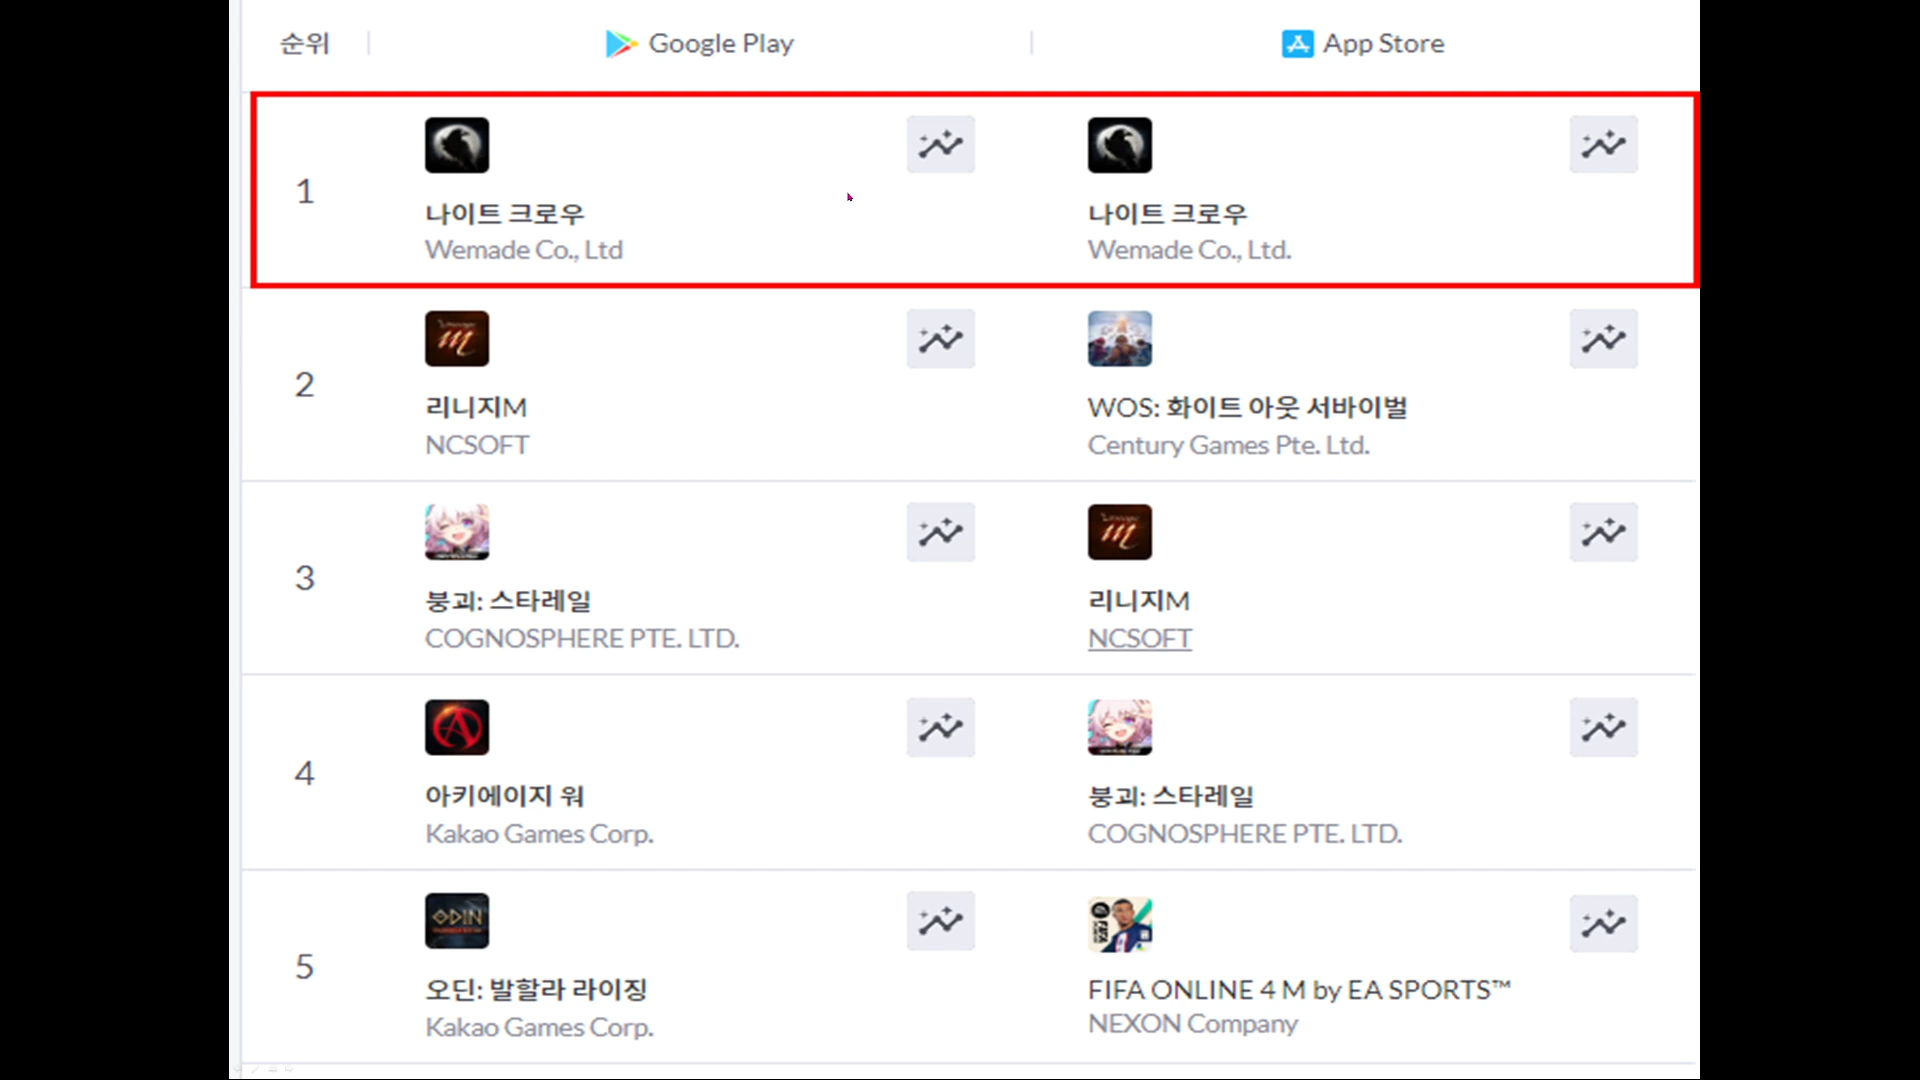 순위
Google Play
App Store
1
나이트 크로우
Wemade Co., Ltd
나이트 크로우
Wemade Co., Ltd.
2
리니지M
NCSOFT
WOS: 화이트 아웃 서바이벌
Century Games Pte. Ltd.
3
붕괴: 스타레일
COGNOSPHERE PTE. LTD.
리니지M
NCSOFT
4
아키에이지 워
Kakao Games Corp.
붕괴: 스타레일
COGNOSPHERE PTE. LTD.
5
ODIN
오딘: 발할라 라이징
Kakao Games Corp.
FIFA
FIFA ONLINE 4 M by EA SPORTS™
NEXON Company